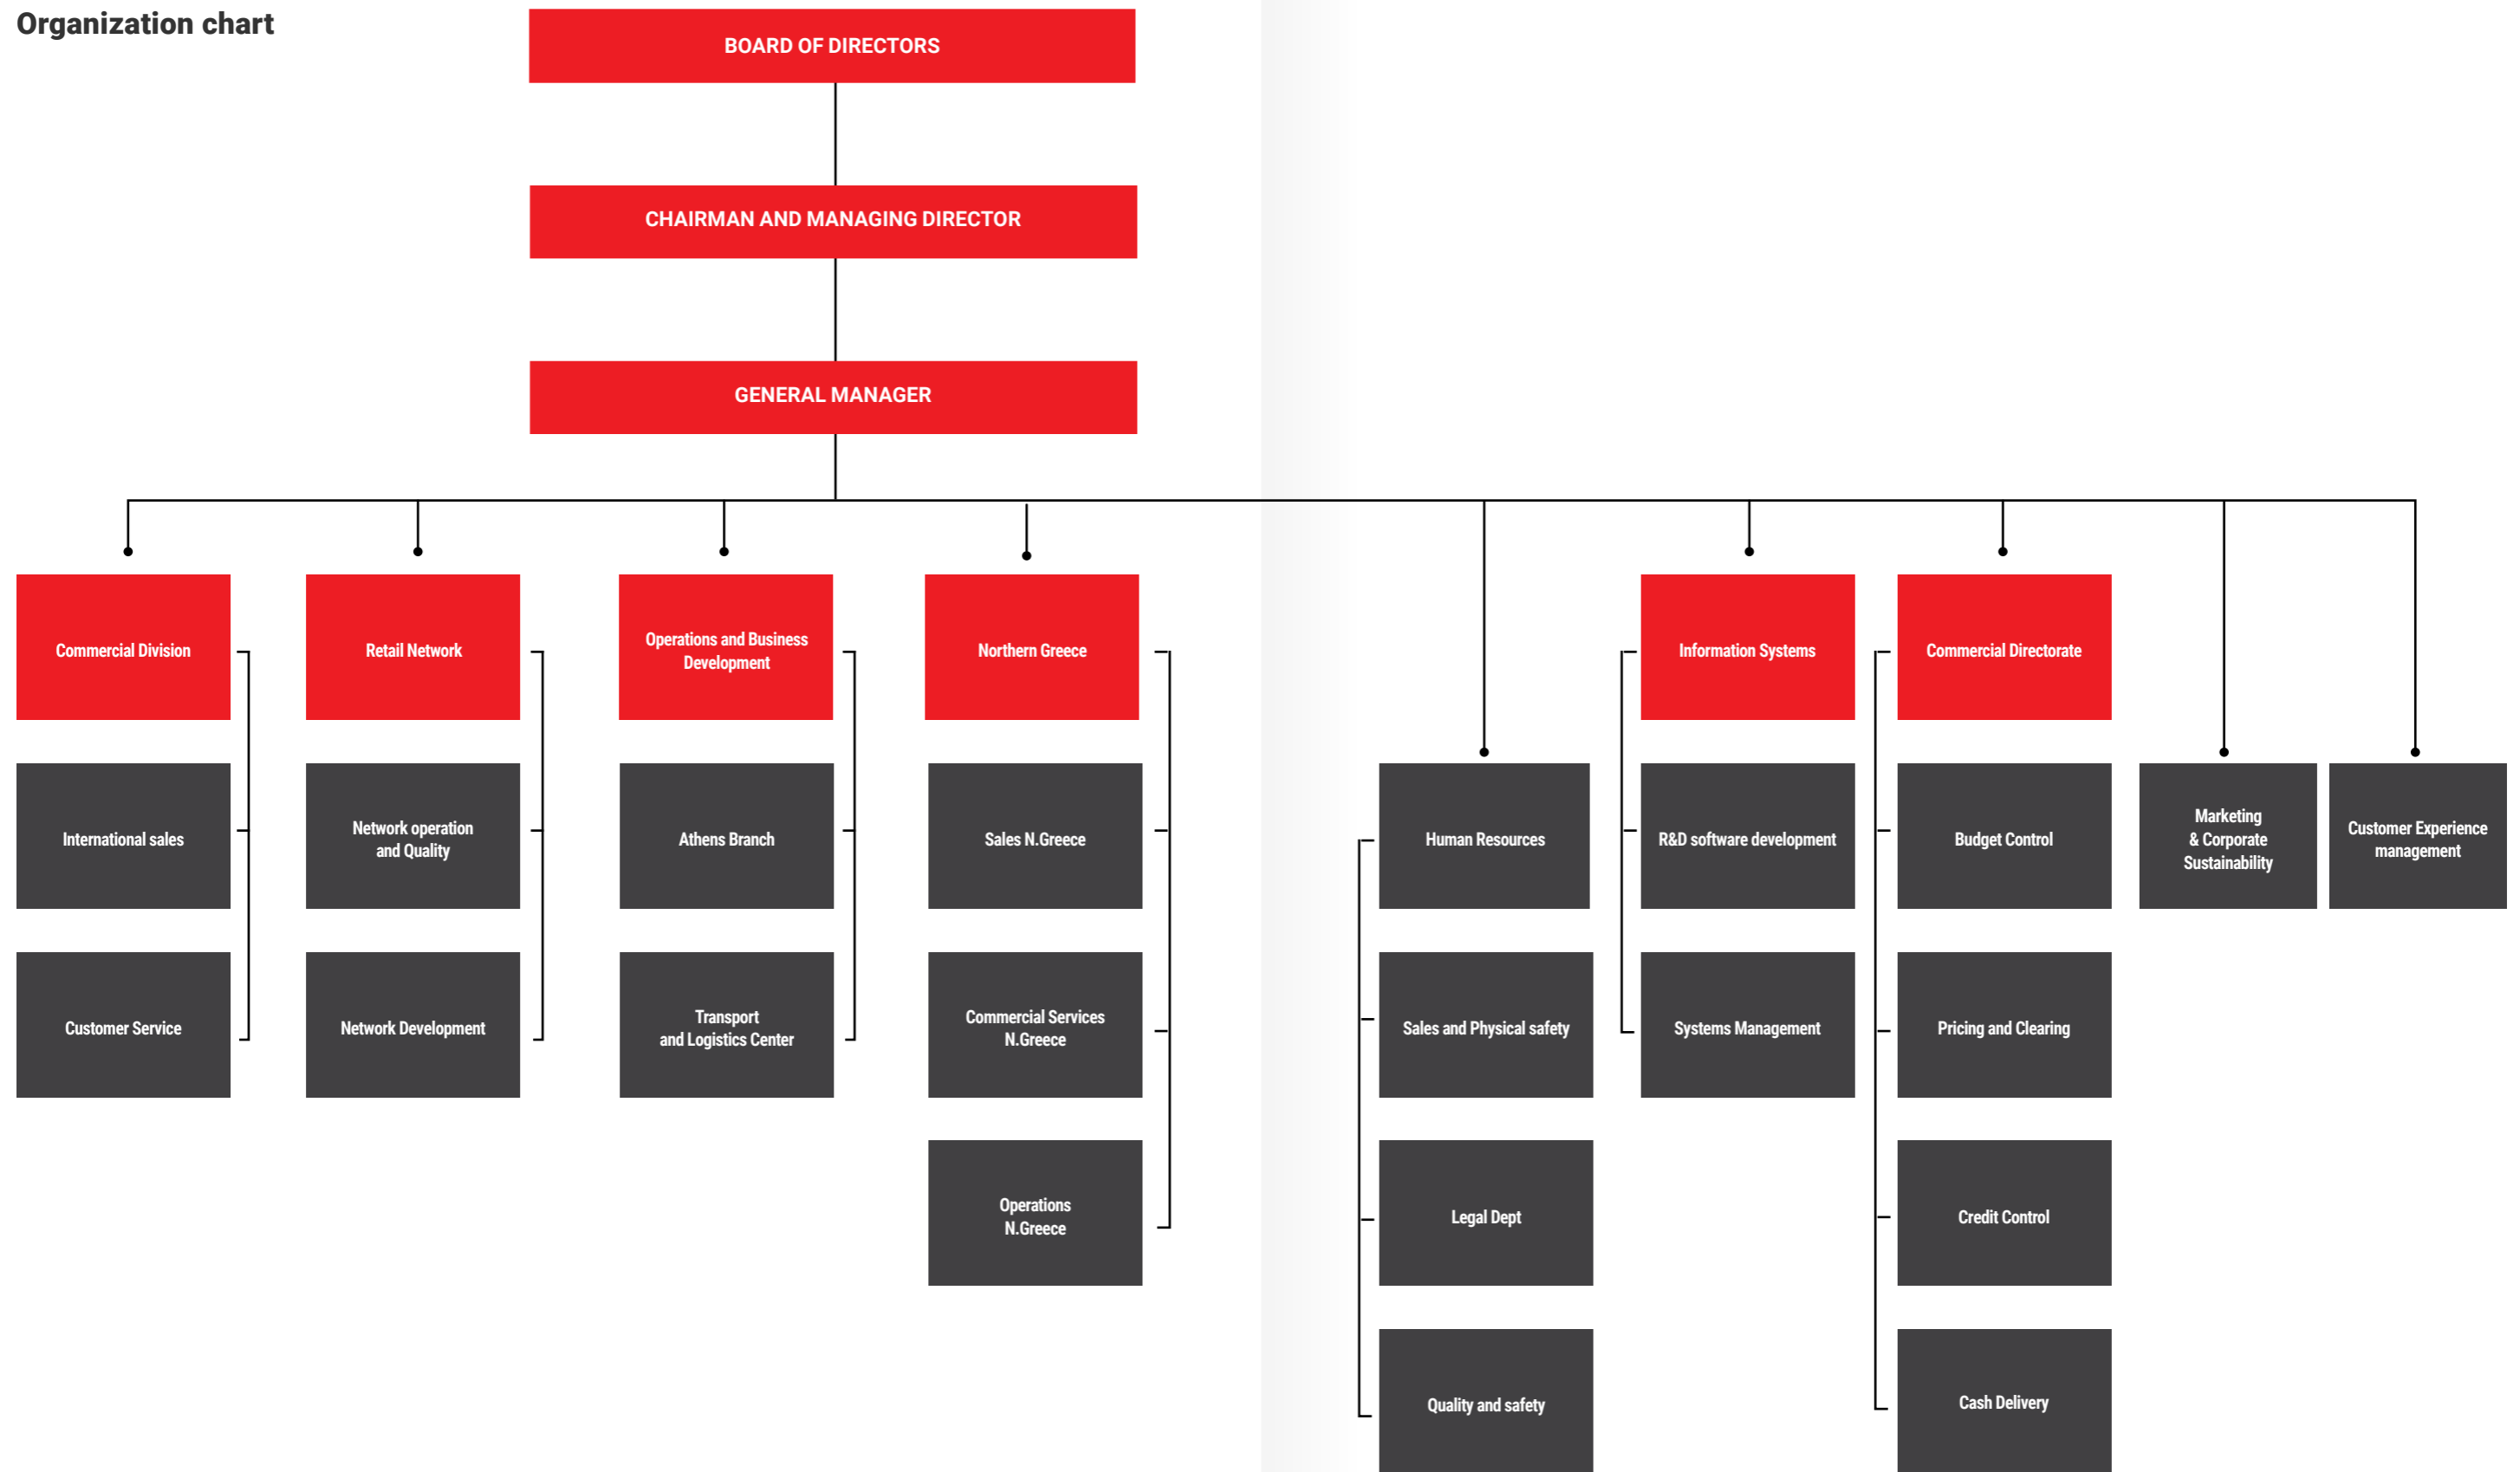 Organization chart
BOARD OF DIRECTORS
CHAIRMAN AND MANAGING DIRECTOR
GENERAL MANAGER
Commercial Division
Retail Network
Operations and Business
Development
Northern Greece
Information Systems
Commercial Directorate
International sales
Network operation
and Quality
Athens Branch
Sales N.Greece
Human Resources
R&D software development
Budget Control
Marketing
& Corporate
Sustainability
Customer Experience
management
Customer Service
Network Development
Transport
and Logistics Center
Commercial Services
N.Greece
Sales and Physical safety
Systems Management
Pricing and Clearing
Operations
N.Greece
Legal Dept
Credit Control
Quality and safety
Cash Delivery